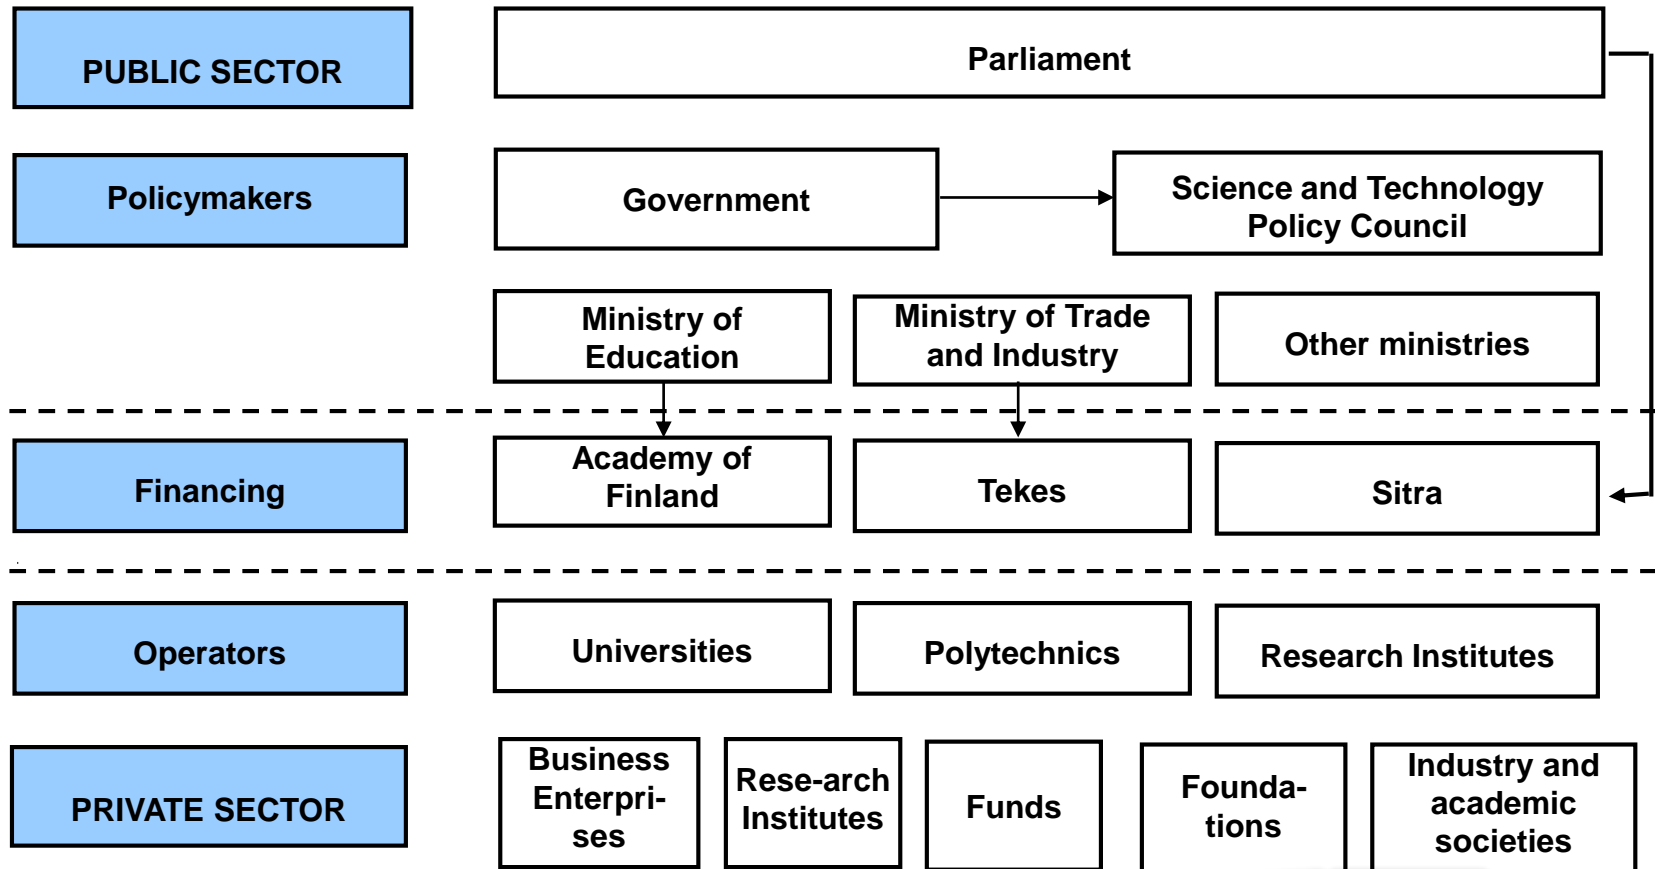 PUBLIC SECTOR
Parliament
Policymakers
Government
Science and Technology
Policy Council
Ministry of
Education
Ministry of Trade
and Industry
Other ministries
Financing
Academy of
Finland
Tekes
Sitra
Operators
Universities
Polytechnics
Research Institutes
PRIVATE SECTOR
Business
Enterpri-
ses
Rese-arch
Institutes
Funds
Founda-
tions
Industry and
academic
societies